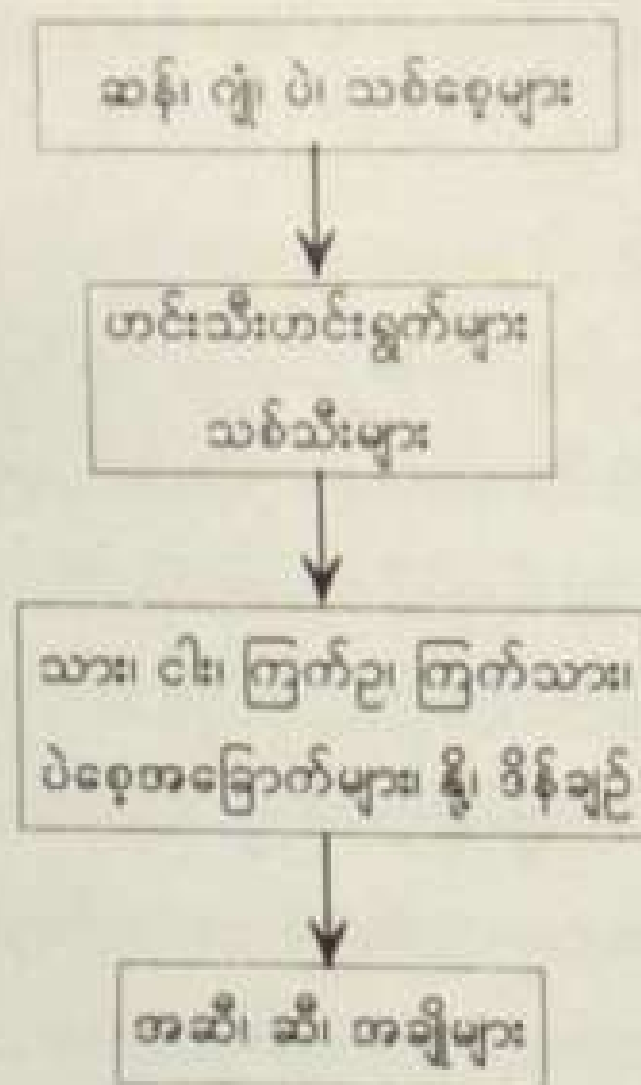 ဆန်၊ ဂျုံ၊ ပဲ၊ သစ်စေ့များ
ဟင်းသီးဟင်းရွက်များ
သစ်သီးများ
သား၊ ငါး၊ ကြက်ဥ၊ ကြက်သား၊
ပဲစေ့အခြောက်များ၊ နို့၊ ဒိန်ချဉ်
အဆီ၊ ဆီ၊ အချိုများ